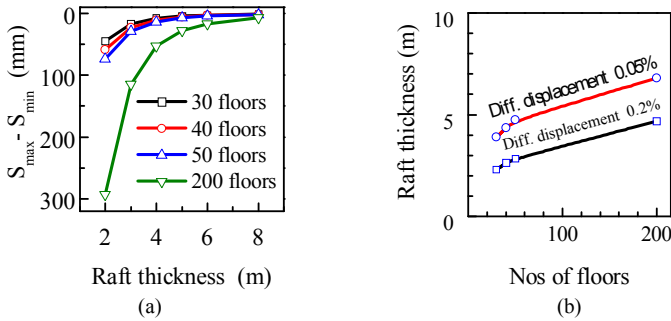 S_max - S_min (mm)
0
100
200
300
30 floors
40 floors
50 floors
200 floors
2 4 6 8
Raft thickness (m)
(a)
Raft thickness (m)
10
5
0
Diff. displacement 0.05%
Diff. displacement 0.2%
100 200
Nos of floors
(b)